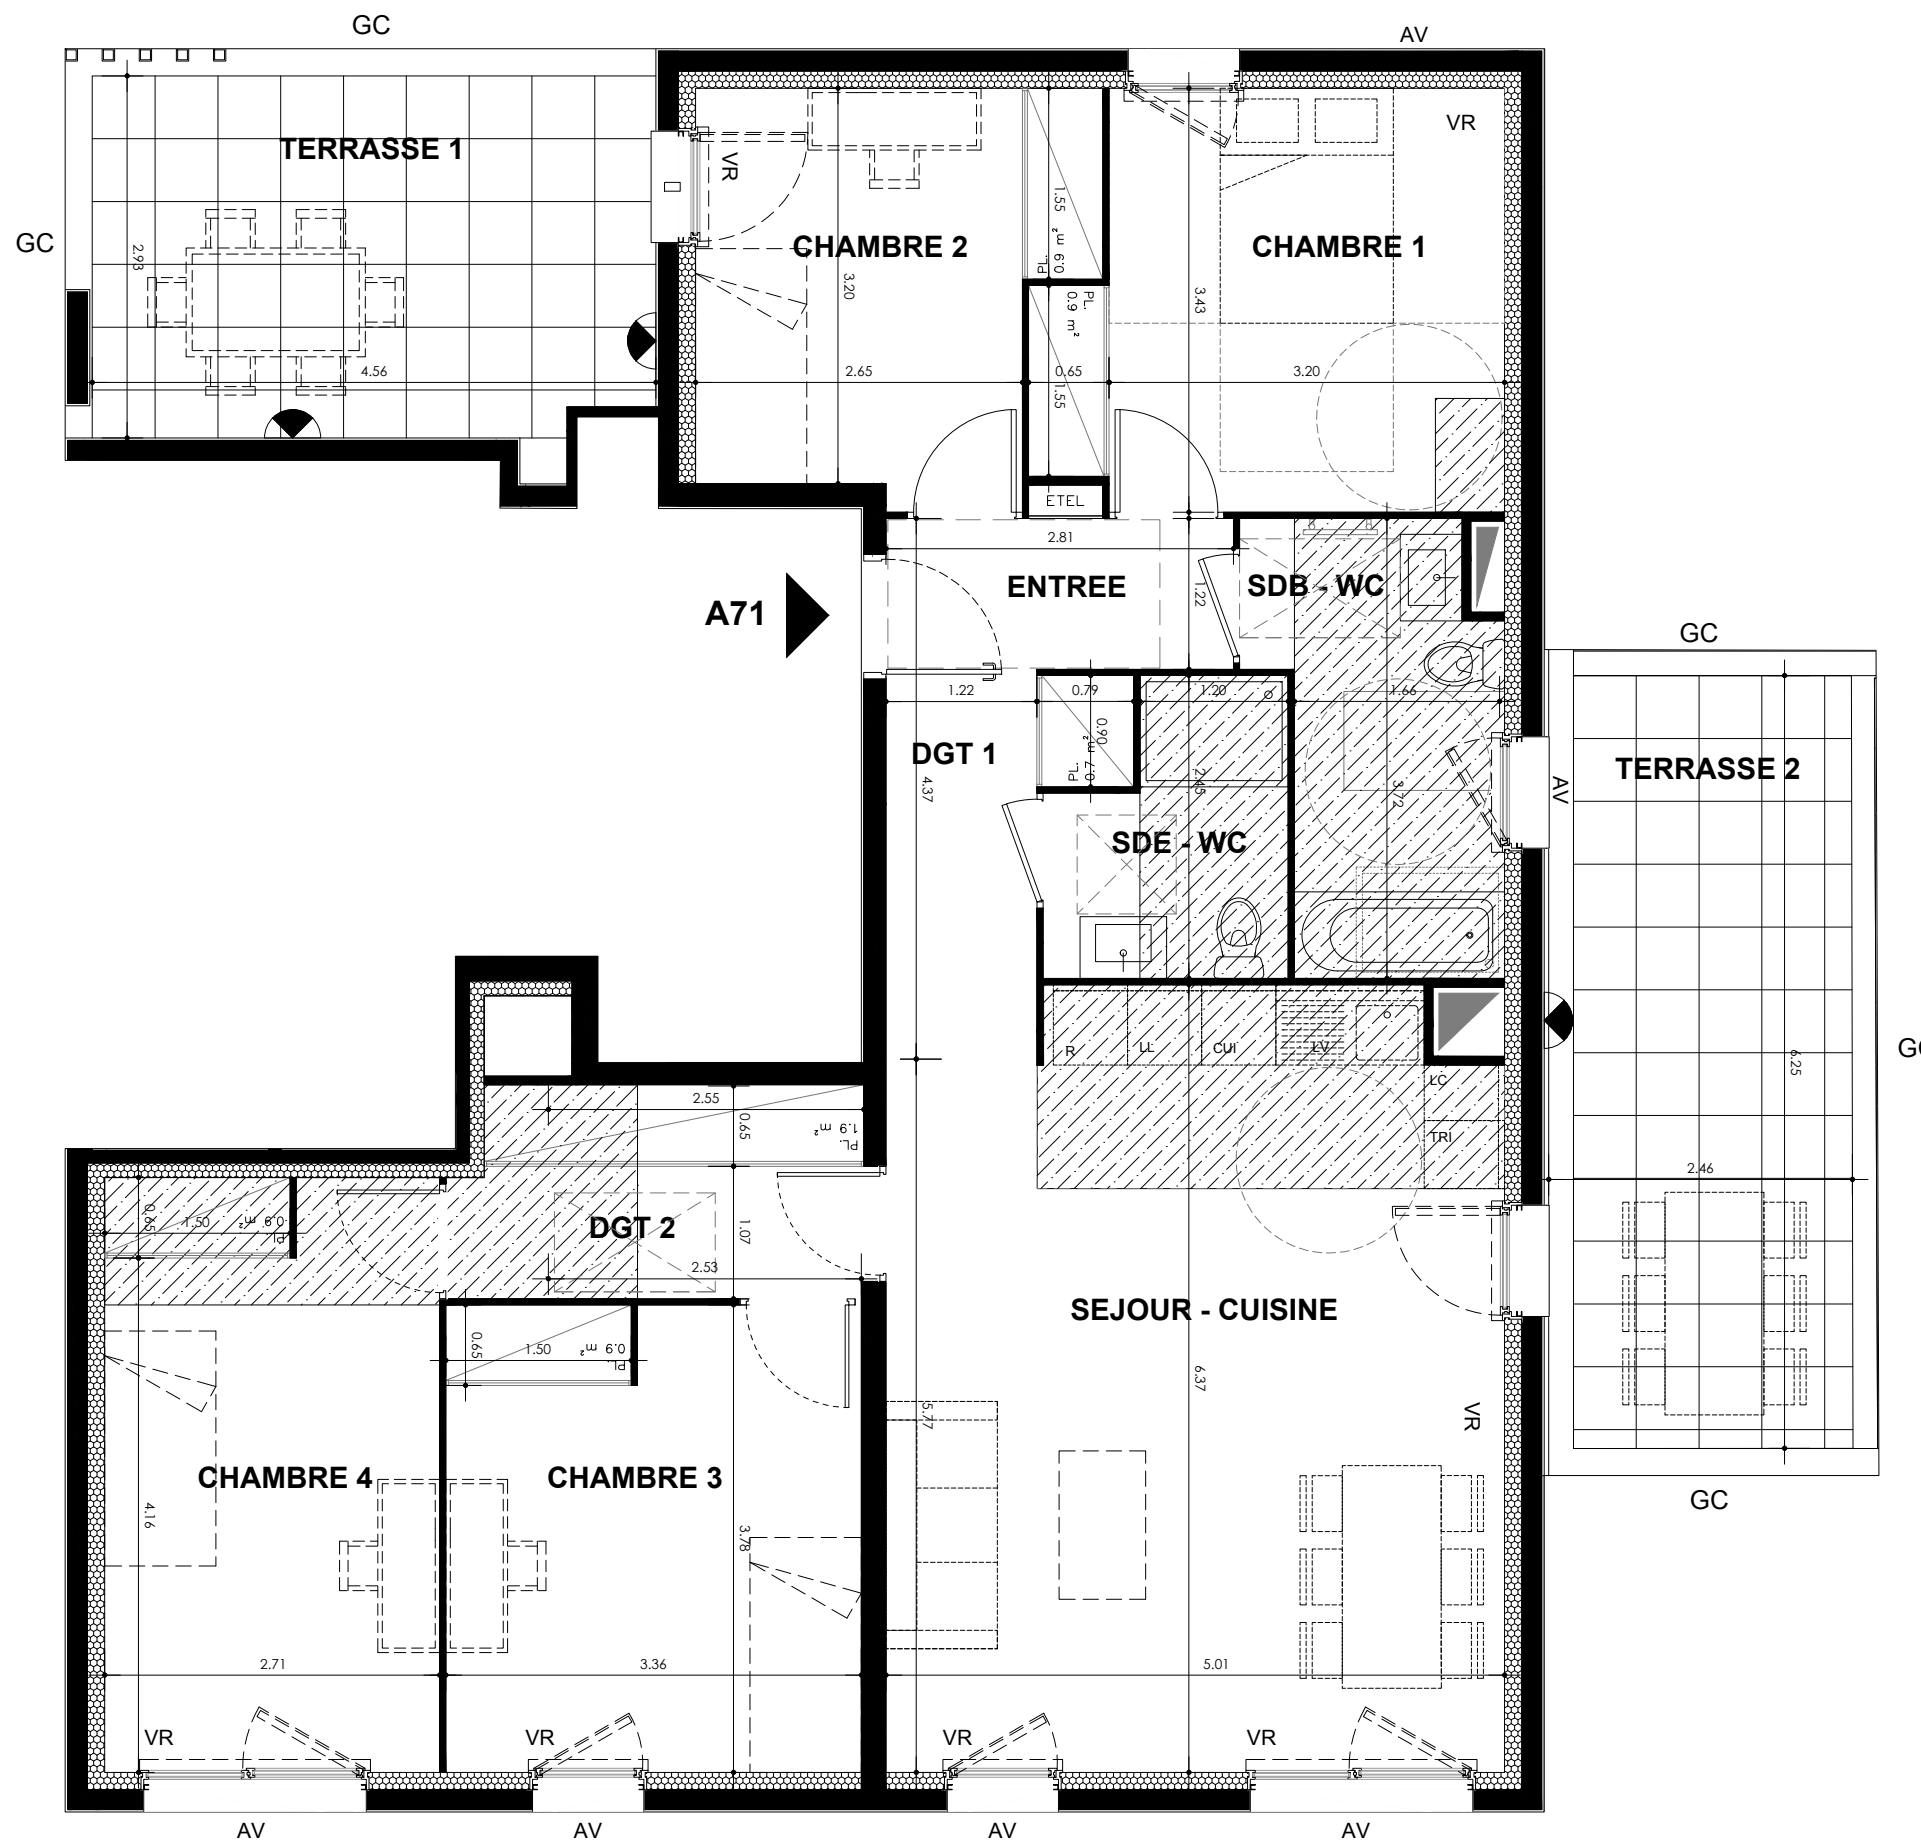 GC
AV
TERRASSE 1
VR
VR
1.55
PL.
0.9 m²
GC
2.93
CHAMBRE 2
CHAMBRE 1
3.20
PL.
0.9 m²
3.43
4.56
2.65
0.65
1.55
3.20
ETEL
2.81
ENTREE
1.22
SDB - WC
A71
GC
1.22
0.79
1.20
1.66
DGT 1
0.90
PL.
0.7 m²
4.37
2.45
3.72
AV
TERRASSE 2
SDE - WC
R
LL
CUI
LV
GC
6.25
LC
2.55
0.65
PL.
1.9 m²
TRI
2.46
0.65
1.50
PL.
0.9 m²
DGT 2
1.07
2.53
SEJOUR - CUISINE
0.65
1.50
PL.
0.9 m²
6.37
5.77
VR
CHAMBRE 4
CHAMBRE 3
4.16
3.78
GC
2.71
3.36
5.01
VR
VR
VR
VR
AV
AV
AV
AV